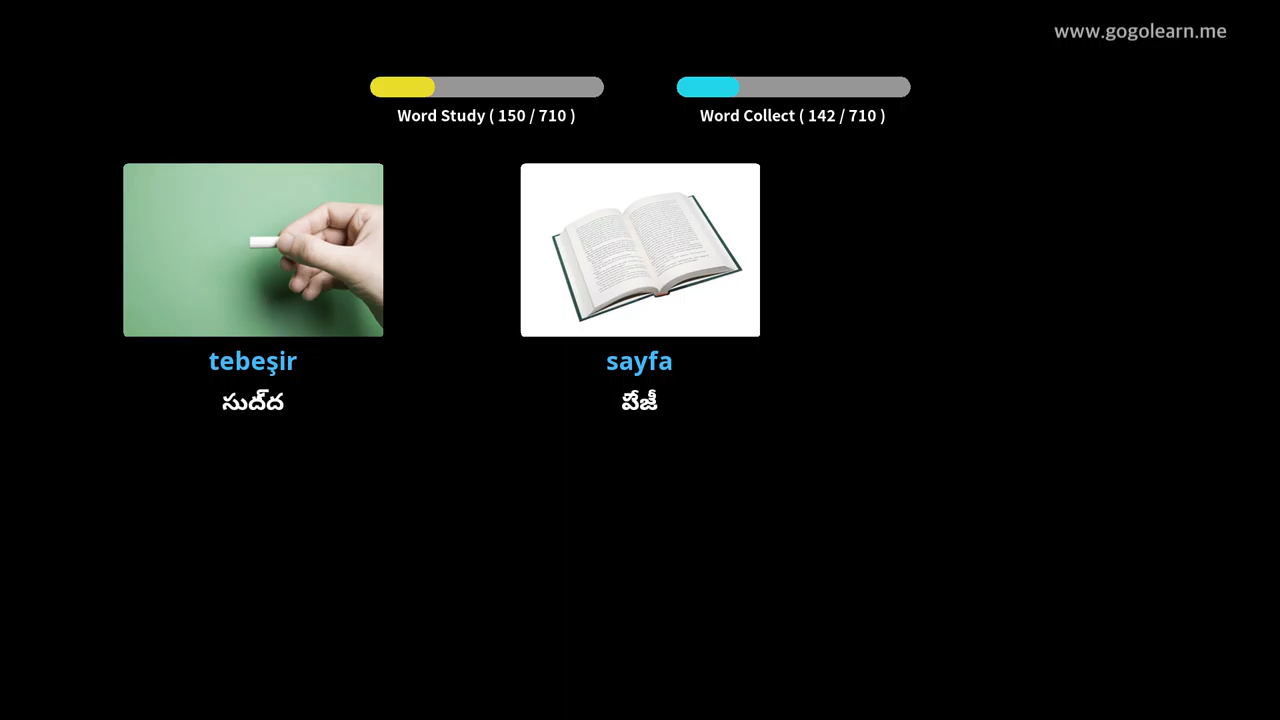 www.gogolearn.me
Word Study ( 150 / 710 )
Word Collect ( 142 / 710 )
tebeşir
sayfa
సుద్ద
పేజీ